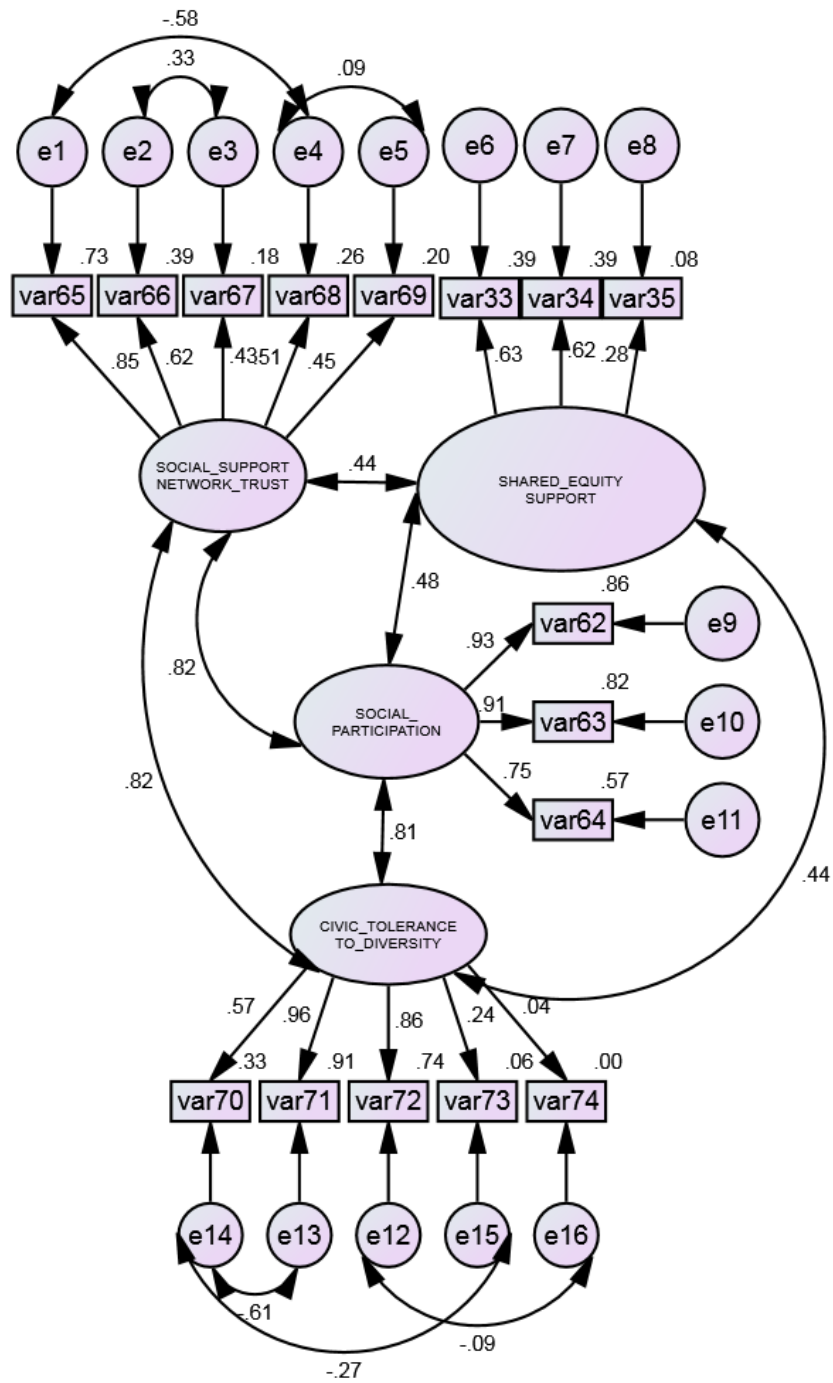 -.58
.33
.09
e1 e2 e3 e4 e5 e6 e7 e8
.73 .39 .18 .26 .20 .39 .39 .08
var65 var66 var67 var68 var69 var33 var34 var35
.85 .62 .43 51 .45 .63 .62 .28
SOCIAL_SUPPORT
NETWORK_TRUST
.44
SHARED_EQUITY
SUPPORT
.48
.86
var62 e9
.93
.82
.82
.91 var63 e10
SOCIAL_
PARTICIPATION
.75 .57
var64 e11
.82
.81
.44
CIVIC_TOLERANCE
TO_DIVERSITY
.57 .96 .86 .24 .04
.33 .91 .74 .06 .00
var70 var71 var72 var73 var74
e14 e13 e12 e15 e16
-.61
-.09
-.27